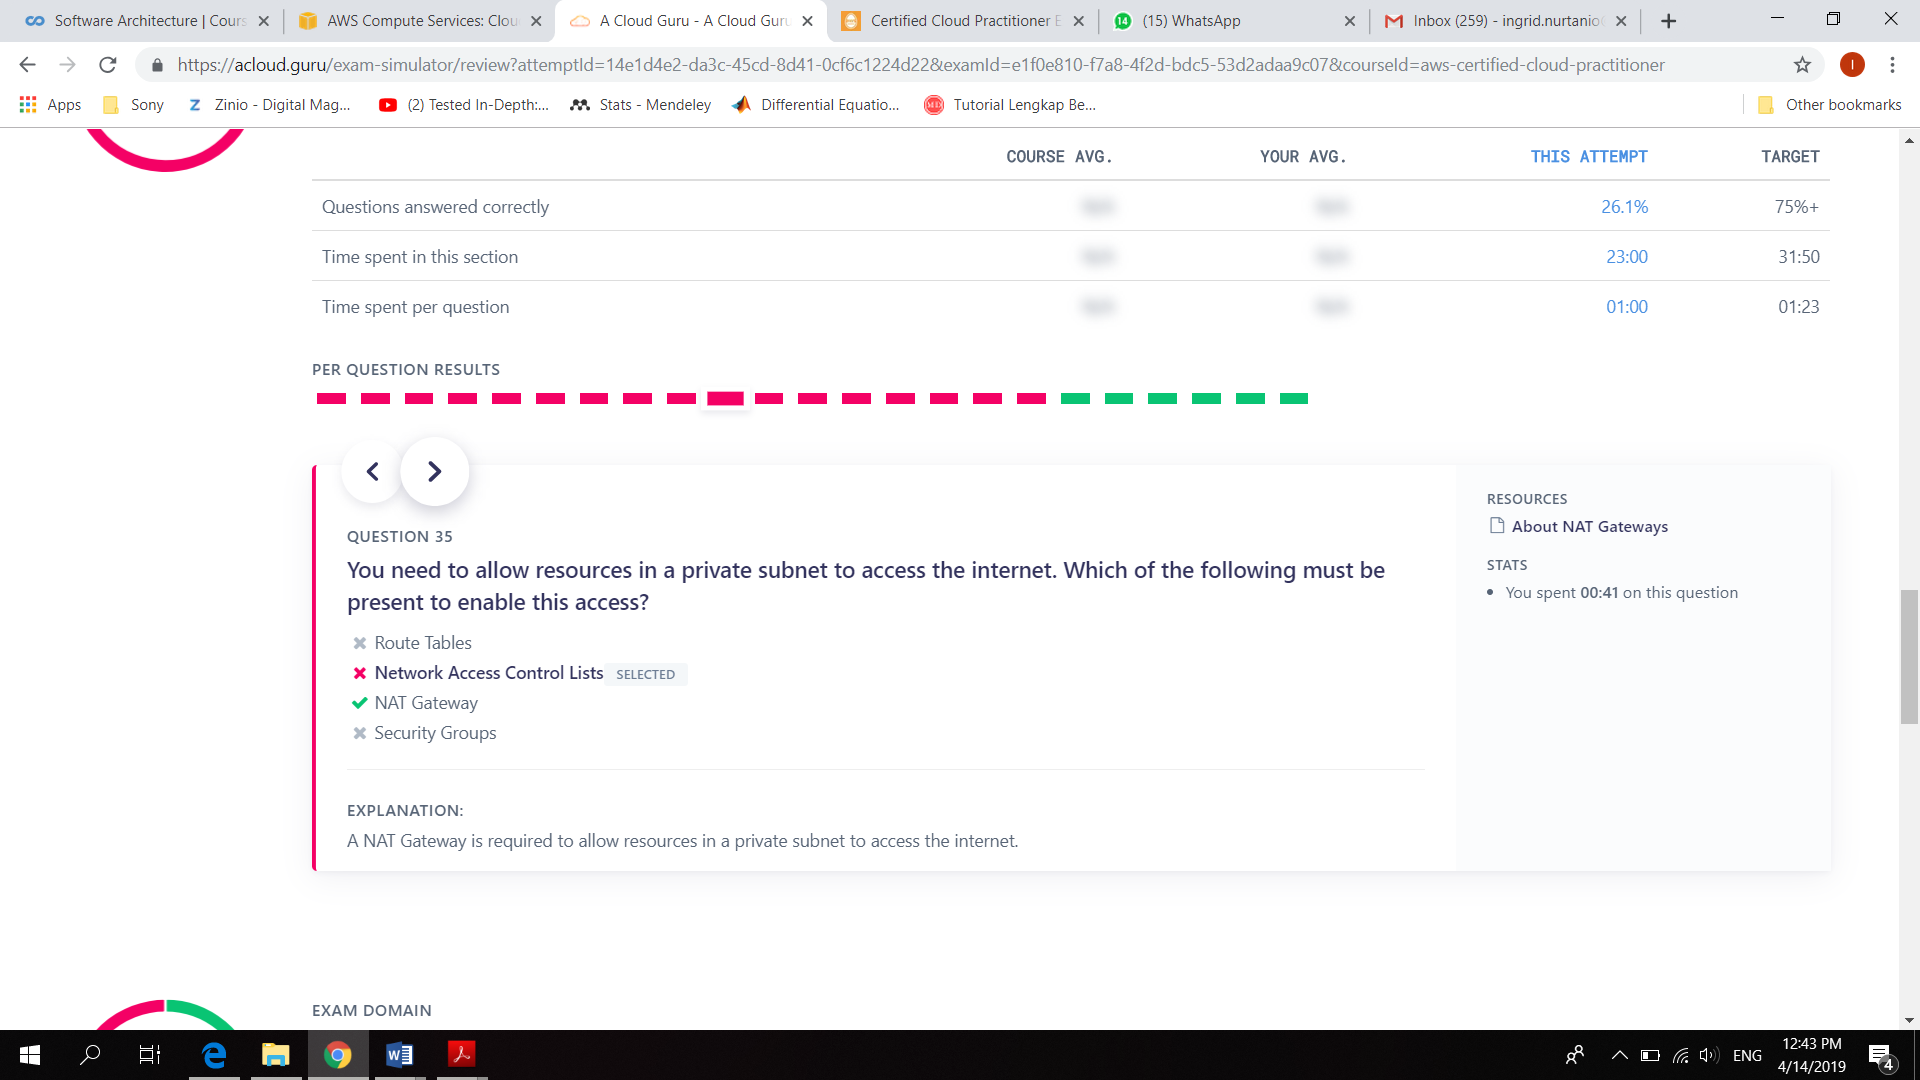 Software Architecture | Cours
AWS Compute Services: Clou
A Cloud Guru - A Cloud Guru
Certified Cloud Practitioner E
14
(15) WhatsApp
Inbox (259) - ingrid.nurtanio
https://acloud.guru/exam-simulator/review?attemptId=14e1d4e2-da3c-45cd-8d41-0cf6c1224d22&examId=e1f0e810-f7a8-4f2d-bdc5-53d2adaa9c07&courseId=aws-certified-cloud-practitioner
I
Apps
Sony
Z Zinio - Digital Mag...
(2) Tested In-Depth:...
Stats - Mendeley
Differential Equatio...
Tutorial Lengkap Be...
Other bookmarks
COURSE AVG. YOUR AVG. THIS ATTEMPT TARGET
Questions answered correctly 26.1% 75%+
Time spent in this section 23:00 31:50
Time spent per question 01:00 01:23
PER QUESTION RESULTS
QUESTION 35
You need to allow resources in a private subnet to access the internet. Which of the following must be
present to enable this access?
Route Tables
Network Access Control Lists SELECTED
NAT Gateway
Security Groups
EXPLANATION:
A NAT Gateway is required to allow resources in a private subnet to access the internet.
RESOURCES
About NAT Gateways
STATS
You spent 00:41 on this question
EXAM DOMAIN
ENG
12:43 PM
4/14/2019
4